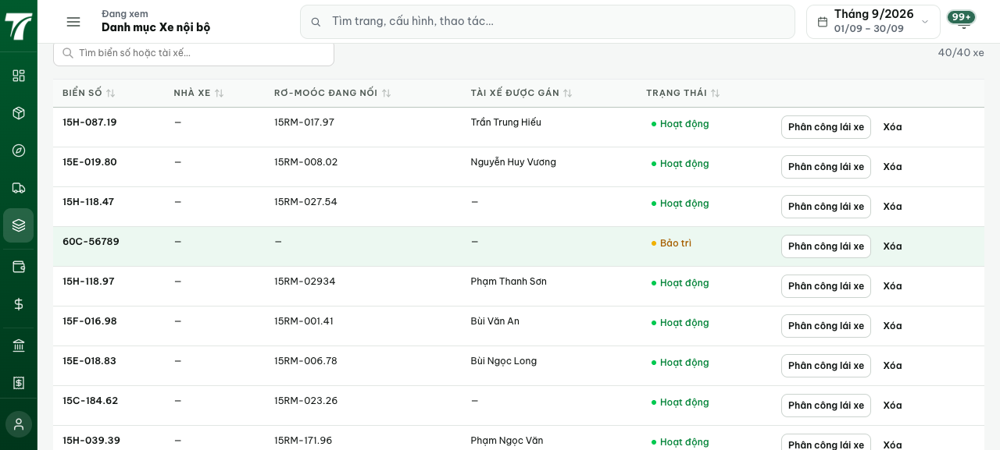 Đang xem
Danh mục Xe nội bộ
Tìm trang, cấu hình, thao tác...
Tháng 9/2026
01/09 – 30/09
99+
Tìm biển số hoặc tài xế...
40/40 xe
BIỂN SỐ NHÀ XE RƠ-MOÓC ĐANG NỐI TÀI XẾ ĐƯỢC GÁN TRẠNG THÁI
15H-087.19 — 15RM-017.97 Trần Trung Hiếu Hoạt động Phân công lái xe Xóa
15E-019.80 — 15RM-008.02 Nguyễn Huy Vương Hoạt động Phân công lái xe Xóa
15H-118.47 — 15RM-027.54 — Hoạt động Phân công lái xe Xóa
60C-56789 — — — Bảo trì Phân công lái xe Xóa
15H-118.97 — 15RM-02934 Phạm Thanh Sơn Hoạt động Phân công lái xe Xóa
15F-016.98 — 15RM-001.41 Bùi Văn An Hoạt động Phân công lái xe Xóa
15E-018.83 — 15RM-006.78 Bùi Ngọc Long Hoạt động Phân công lái xe Xóa
15C-184.62 — 15RM-023.26 — Hoạt động Phân công lái xe Xóa
15H-039.39 — 15RM-171.96 Phạm Ngọc Văn Hoạt động Phân công lái xe Xóa